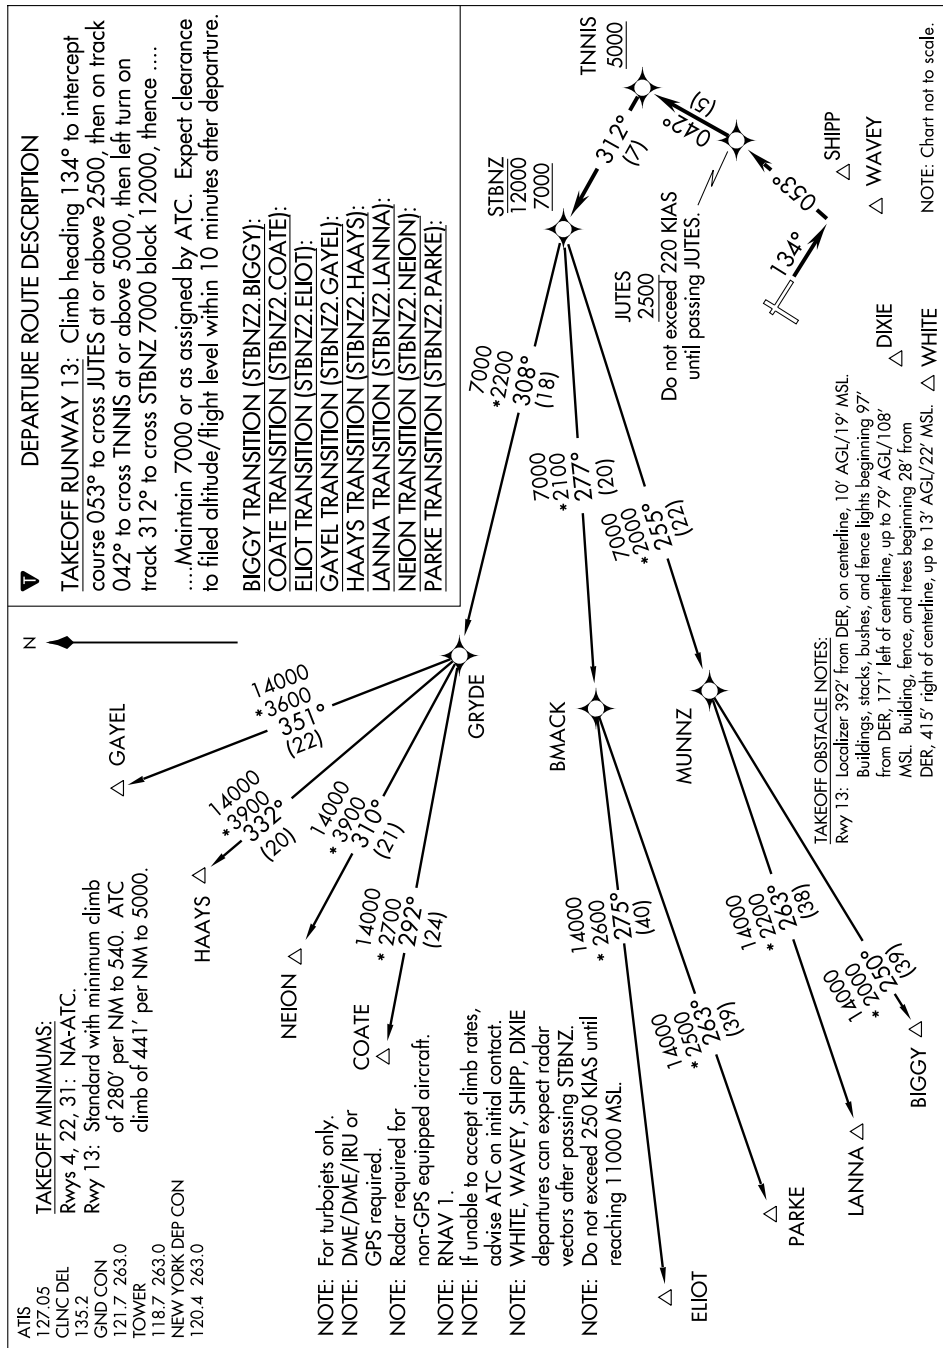 ATIS
127.05
CLNC DEL
135.2
GND CON
121.7 263.0
TOWER
118.7 263.0
NEW YORK DEP CON
120.4 263.0
TAKEOFF MINIMUMS:
Rwys 4, 22, 31: NA-ATC.
Rwy 13: Standard with minimum climb
of 280' per NM to 540. ATC
climb of 441' per NM to 5000.
NOTE: For turbojets only.
NOTE: DME/DME/IRU or
GPS required.
NOTE: Radar required for
non-GPS equipped aircraft.
NOTE: RNAV 1.
NOTE: If unable to accept climb rates,
advise ATC on initial contact.
NOTE: WHITE, WAVEY, SHIPP, DIXIE
departures can expect radar
vectors after passing STBNZ.
NOTE: Do not exceed 250 KIAS until
reaching 11000 MSL.
N
DEPARTURE ROUTE DESCRIPTION
T
TAKEOFF RUNWAY 13: Climb heading 134° to intercept
course 053° to cross JUTES at or above 2500, then on track
042° to cross TNNIS at or above 5000, then left turn on
track 312° to cross STBNZ 7000 block 12000, thence ....
....Maintain 7000 or as assigned by ATC. Expect clearance
to filed altitude/flight level within 10 minutes after departure.
BIGGY TRANSITION (STBNZ2.BIGGY):
COATE TRANSITION (STBNZ2.COATE):
ELIOT TRANSITION (STBNZ2.ELIOT):
GAYEL TRANSITION (STBNZ2.GAYEL):
HAAYS TRANSITION (STBNZ2.HAAYS):
LANNA TRANSITION (STBNZ2.LANNA):
NEION TRANSITION (STBNZ2.NEION):
PARKE TRANSITION (STBNZ2.PARKE):
GAYEL
14000
*3600
351°
(22)
HAAYS
14000
*3900
332°
(20)
NEION
14000
*3900
310°
(21)
COATE
14000
*2700
292°
(24)
GRYDE
7000
*2200
308°
(18)
STBNZ
12000
7000
TNNIS
5000
312°
(7)
042°
(5)
JUTES
2500
Do not exceed 220 KIAS
until passing JUTES.
053°
134°
BMACK
7000
*2100
277°
(20)
MUNNZ
7000
*2000
255°
(22)
ELIOT
14000
*2600
275°
(40)
PARKE
14000
*2500
263°
(39)
LANNA
14000
*2200
263°
(38)
BIGGY
14000
*2000
250°
(39)
SHIPP
WAVEY
DIXIE
WHITE
TAKEOFF OBSTACLE NOTES:
Rwy 13: Localizer 392' from DER, on centerline, 10' AGL/19' MSL.
Buildings, stacks, bushes, and fence lights beginning 97'
from DER, 171' left of centerline, up to 79' AGL/108'
MSL. Building, fence, and trees beginning 28' from
DER, 415' right of centerline, up to 13' AGL/22' MSL.
NOTE: Chart not to scale.